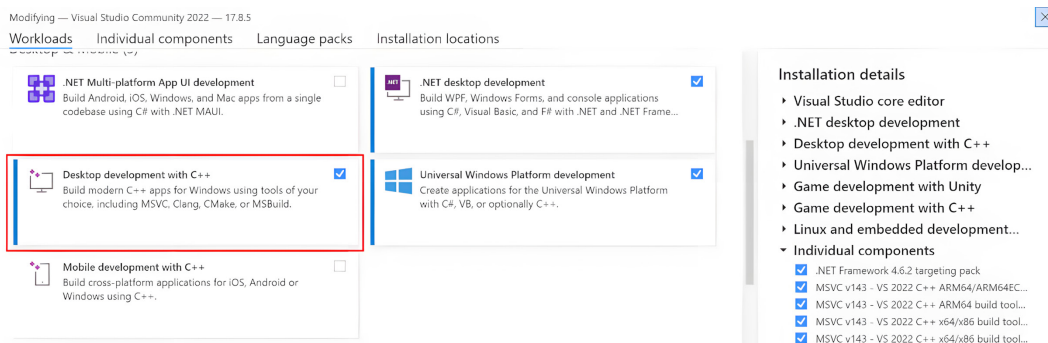 Modifying — Visual Studio Community 2022 — 17.8.5
Workloads Individual components Language packs Installation locations
Desktop & Mobile (5)
.NET Multi-platform App UI development
Build Android, iOS, Windows, and Mac apps from a single
codebase using C# with .NET MAUI.
.NET
.NET desktop development
Build WPF, Windows Forms, and console applications
using C#, Visual Basic, and F# with .NET and .NET Frame...
Desktop development with C++
Build modern C++ apps for Windows using tools of your
choice, including MSVC, Clang, CMake, or MSBuild.
Universal Windows Platform development
Create applications for the Universal Windows Platform
with C#, VB, or optionally C++.
Mobile development with C++
Build cross-platform applications for iOS, Android or
Windows using C++.
Installation details
Visual Studio core editor
.NET desktop development
Desktop development with C++
Universal Windows Platform develop...
Game development with Unity
Game development with C++
Linux and embedded development...
Individual components
.NET Framework 4.6.2 targeting pack
MSVC v143 - VS 2022 C++ ARM64/ARM64EC...
MSVC v143 - VS 2022 C++ ARM64 build tool...
MSVC v143 - VS 2022 C++ x64/x86 build tool...
MSVC v143 - VS 2022 C++ x64/x86 build tool...